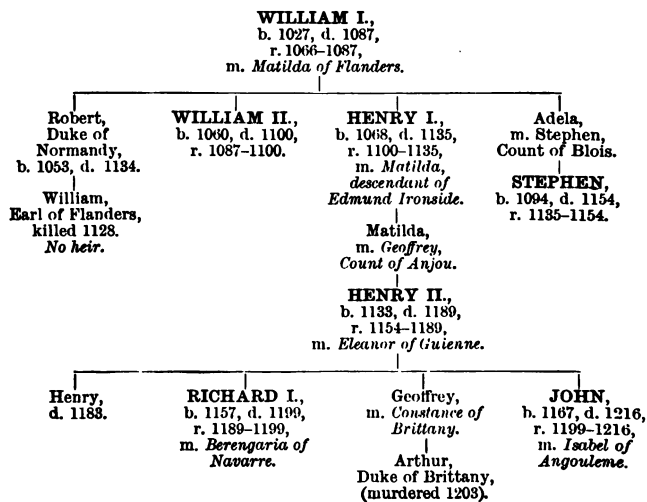 WILLIAM I.,
b. 1027, d. 1087,
r. 1066–1087,
m. Matilda of Flanders.
Robert,
Duke of
Normandy,
b. 1053, d. 1134.
William,
Earl of Flanders,
killed 1128.
No heir.
WILLIAM II.,
b. 1060, d. 1100,
r. 1087–1100.
HENRY I.,
b. 1068, d. 1135,
r. 1100–1135,
m. Matilda,
descendant of
Edmund Ironside.
Matilda,
m. Geoffrey,
Count of Anjou.
HENRY II.,
b. 1133, d. 1189,
r. 1154–1189,
m. Eleanor of Guienne.
Adela,
m. Stephen,
Count of Blois.
STEPHEN,
b. 1094, d. 1154,
r. 1135–1154.
Henry,
d. 1183.
RICHARD I.,
b. 1157, d. 1199,
r. 1189–1199,
m. Berengaria of
Navarre.
Geoffrey,
m. Constance of
Brittany.
Arthur,
Duke of Brittany,
(murdered 1203).
JOHN,
b. 1167, d. 1216,
r. 1199–1216,
m. Isabel of
Angouleme.